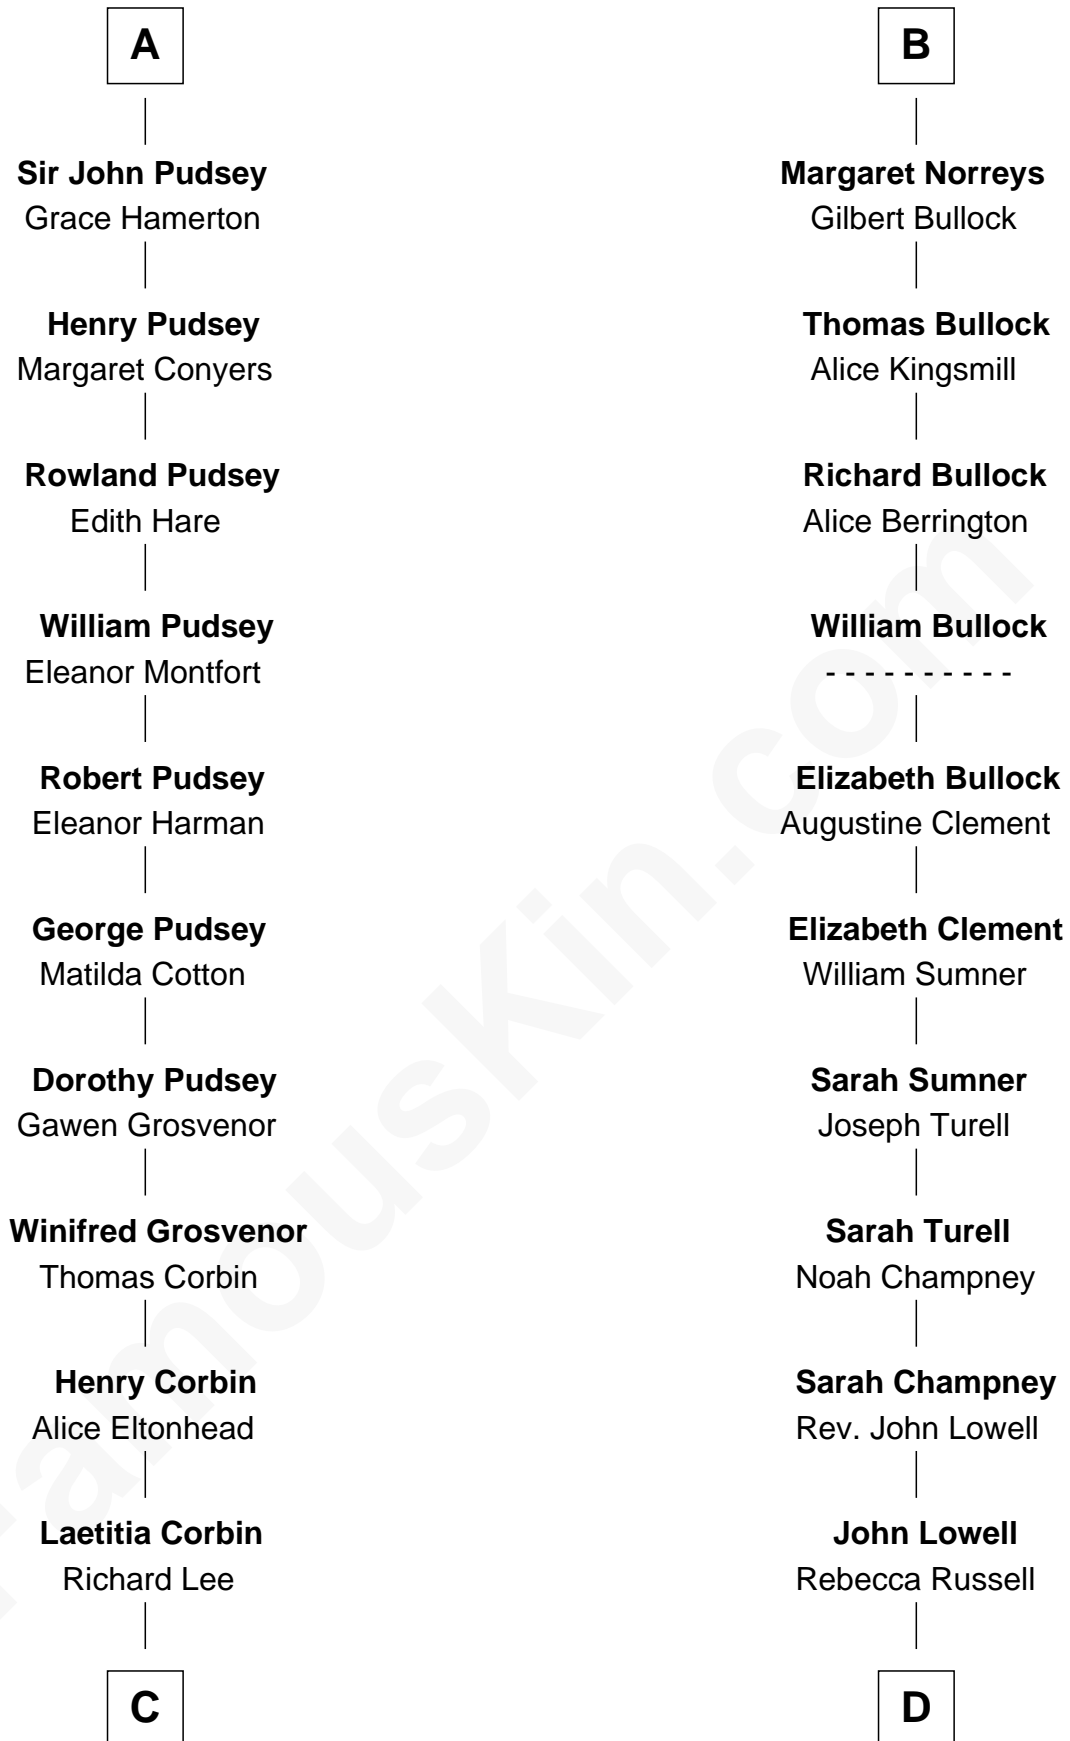 A
Sir John Pudsey
Grace Hamerton
Henry Pudsey
Margaret Conyers
Rowland Pudsey
Edith Hare
William Pudsey
Eleanor Montfort
Robert Pudsey
Eleanor Harman
George Pudsey
Matilda Cotton
Dorothy Pudsey
Gawen Grosvenor
Winifred Grosvenor
Thomas Corbin
Henry Corbin
Alice Eltonhead
Laetitia Corbin
Richard Lee
C
B
Margaret Norreys
Gilbert Bullock
Thomas Bullock
Alice Kingsmill
Richard Bullock
Alice Berrington
William Bullock
- - - - - - - - - -
Elizabeth Bullock
Augustine Clement
Elizabeth Clement
William Sumner
Sarah Sumner
Joseph Turell
Sarah Turell
Noah Champney
Sarah Champney
Rev. John Lowell
John Lowell
Rebecca Russell
D
FamousKin.com